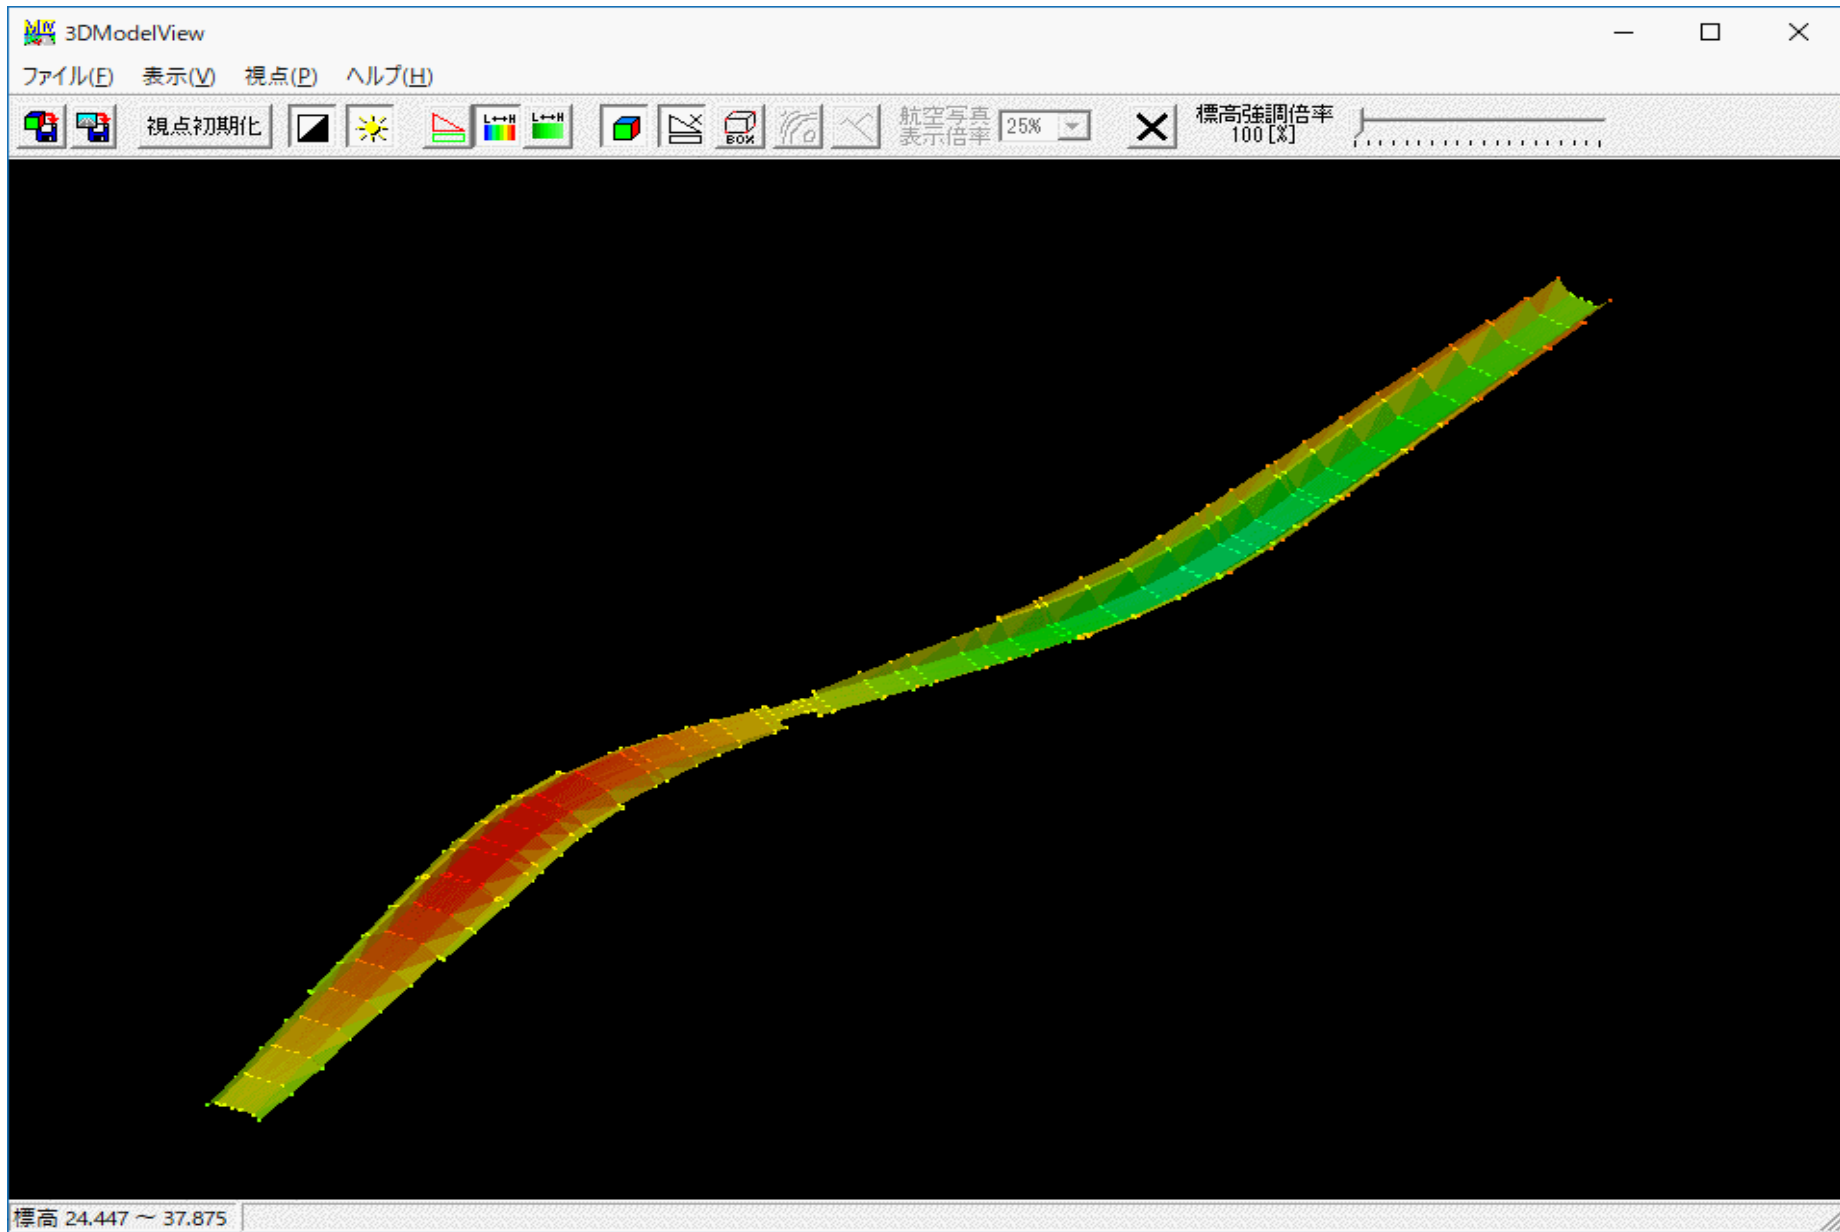 3DModelView
ファイル(F) 表示(V) 視点(P) ヘルプ(H)
視点初期化 L↔H L↔H BOX 航空写真 表示倍率 25% 標高強調倍率 100 [%]
標高 24.447 ～ 37.875